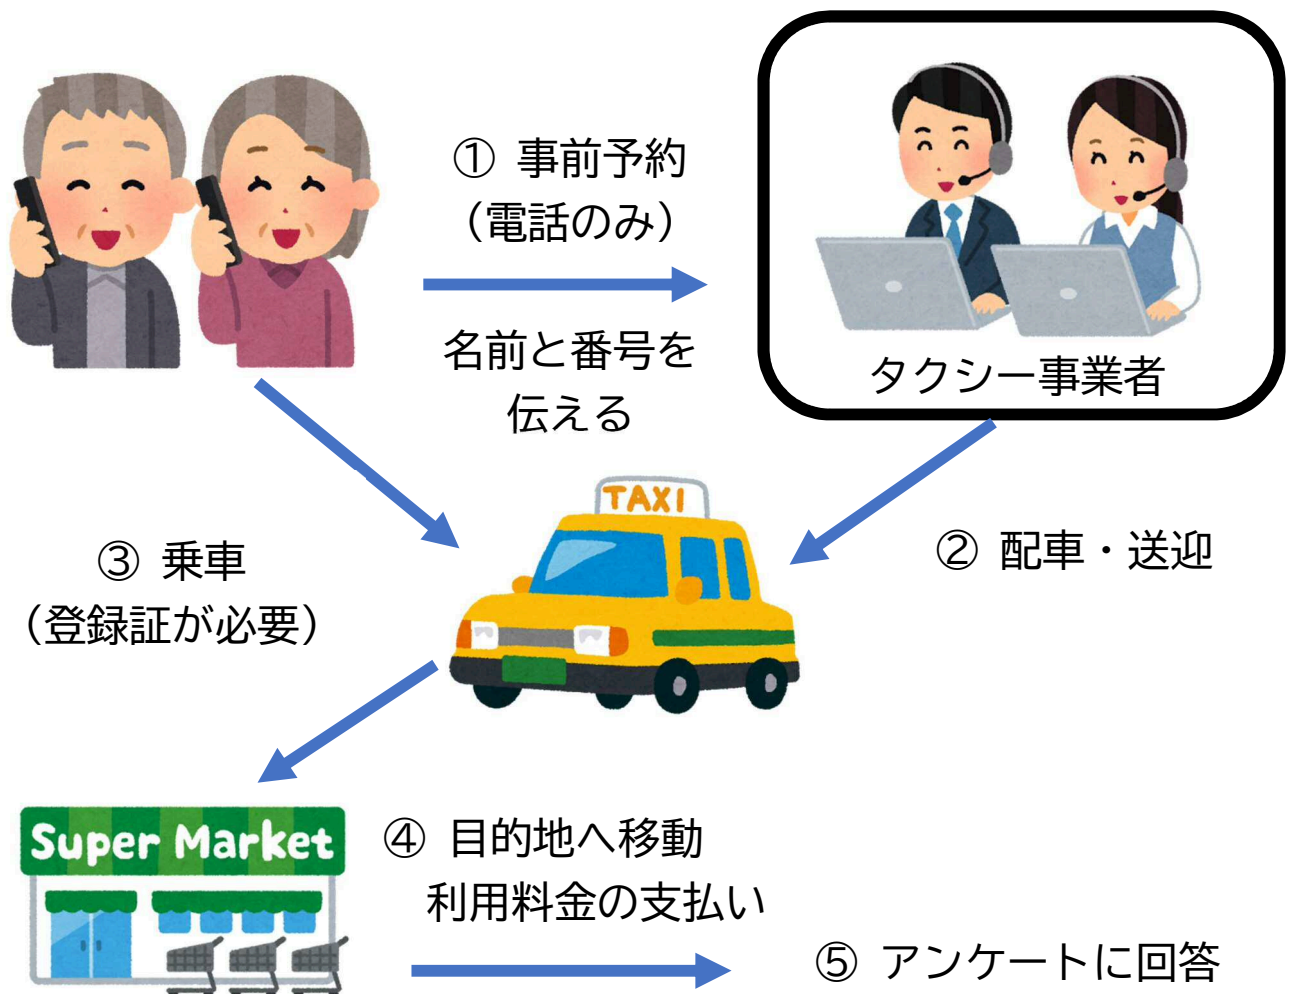 ① 事前予約
（電話のみ）
名前と番号を
伝える
タクシー事業者
TAXI
② 配車・送迎
③ 乗車
（登録証が必要）
Super Market
④ 目的地へ移動
利用料金の支払い
⑤ アンケートに回答